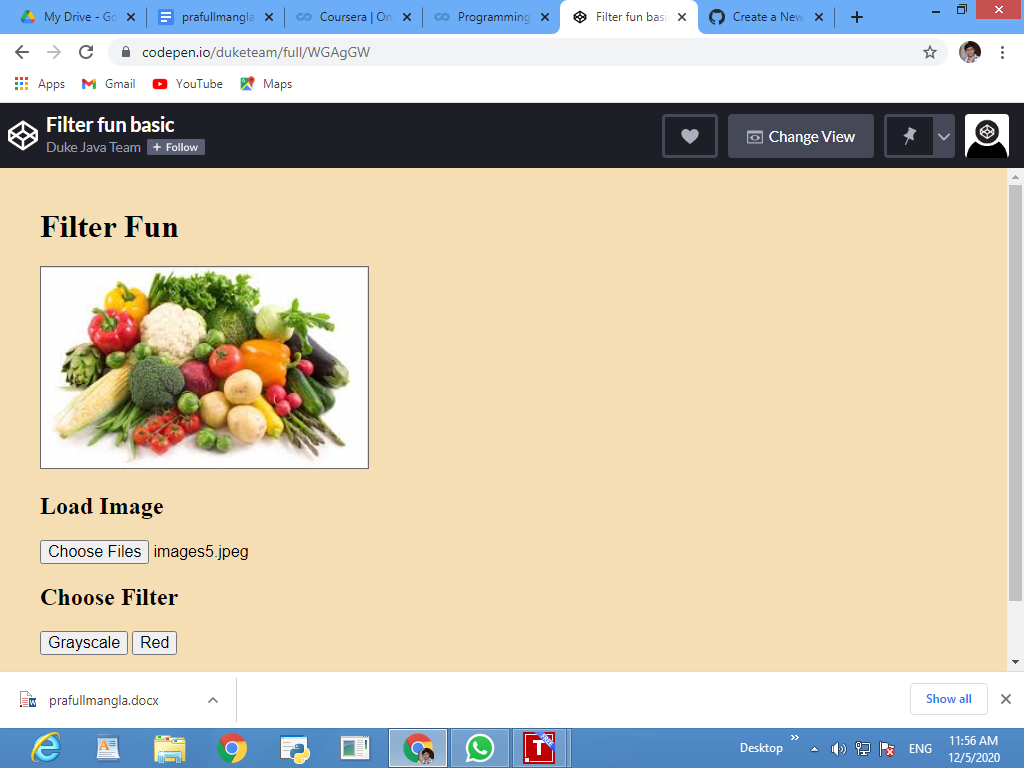 My Drive - Go
prafullmangla
Coursera | Onl
Programming
Filter fun basi
Create a New
codepen.io/duketeam/full/WGAgGW
Apps
Gmail
YouTube
Maps
Filter fun basic
Duke Java Team
+ Follow
Change View
Filter Fun
Load Image
Choose Files images5.jpeg
Choose Filter
Grayscale Red
prafullmangla.docx
Show all
Desktop
ENG
11:56 AM
12/5/2020